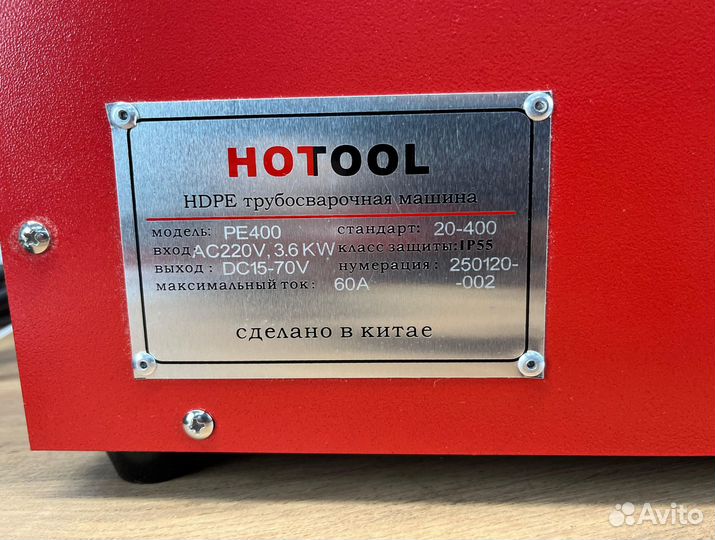 HOTOOL
HDPE трубосварочная машина
модель: PE400 стандарт: 20-400
вход: AC220V, 3.6 KW класс защиты: IP55
выход : DC15-70V нумерация : 250120-
максимальный ток : 60A -002
сделано в китае
Avito